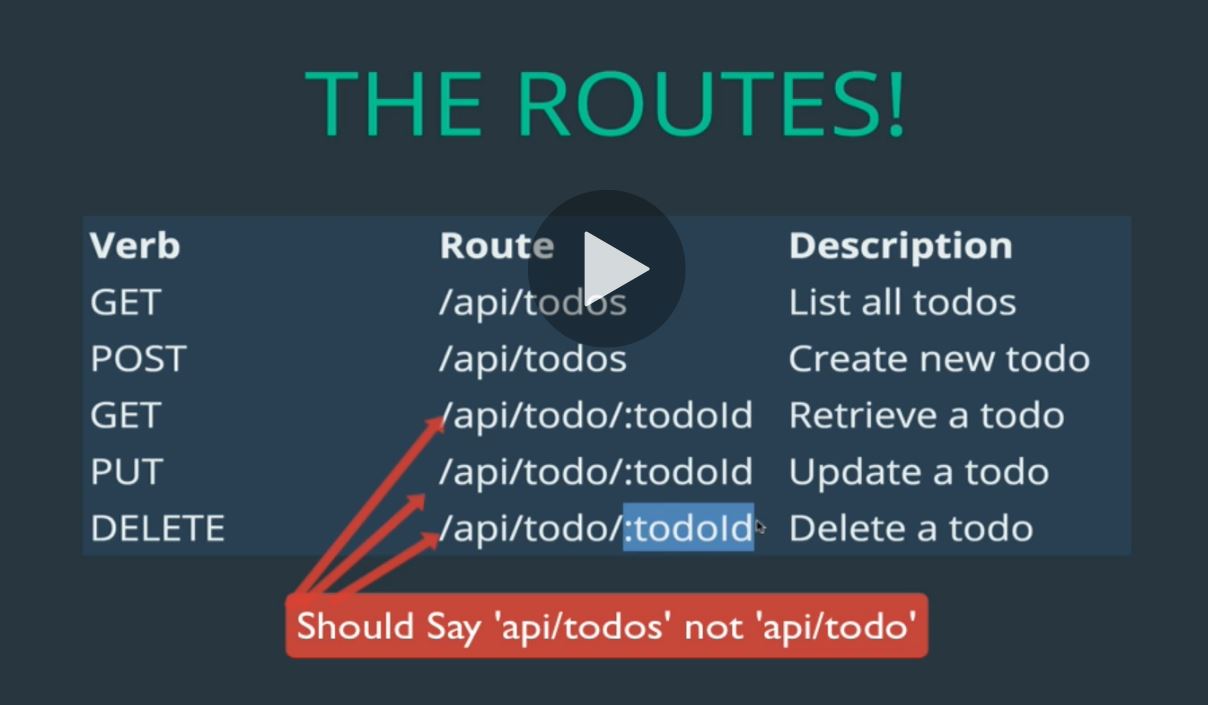 THE ROUTES!
Verb Route Description
GET /api/todos List all todos
POST /api/todos Create new todo
GET /api/todo/:todoId Retrieve a todo
PUT /api/todo/:todoId Update a todo
DELETE /api/todo/:todoId Delete a todo
Should Say 'api/todos' not 'api/todo'